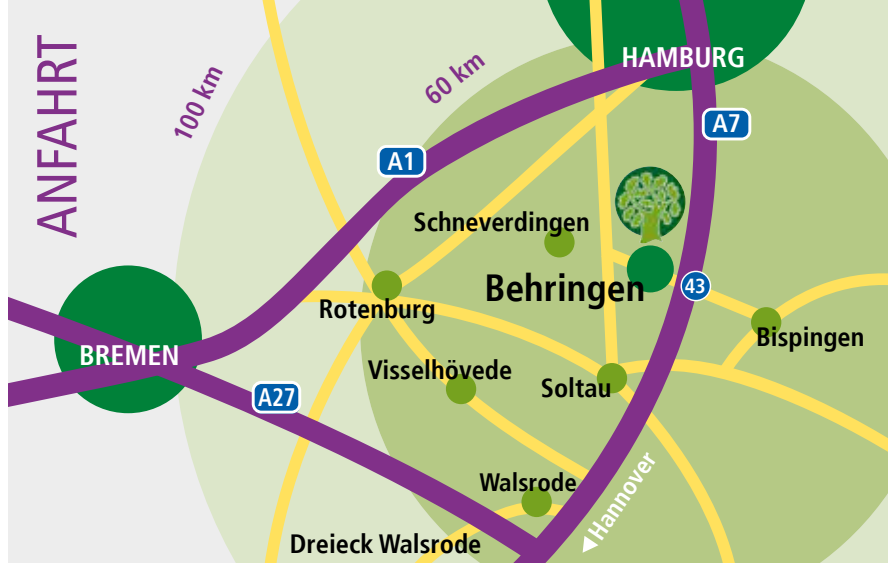 ANFAHRT
100 km
60 km
HAMBURG
A7
A1
Schneverdingen
Behringen
43
Rotenburg
Bispingen
BREMEN
Visselhövede
Soltau
A27
Walsrode
Hannover
Dreieck Walsrode